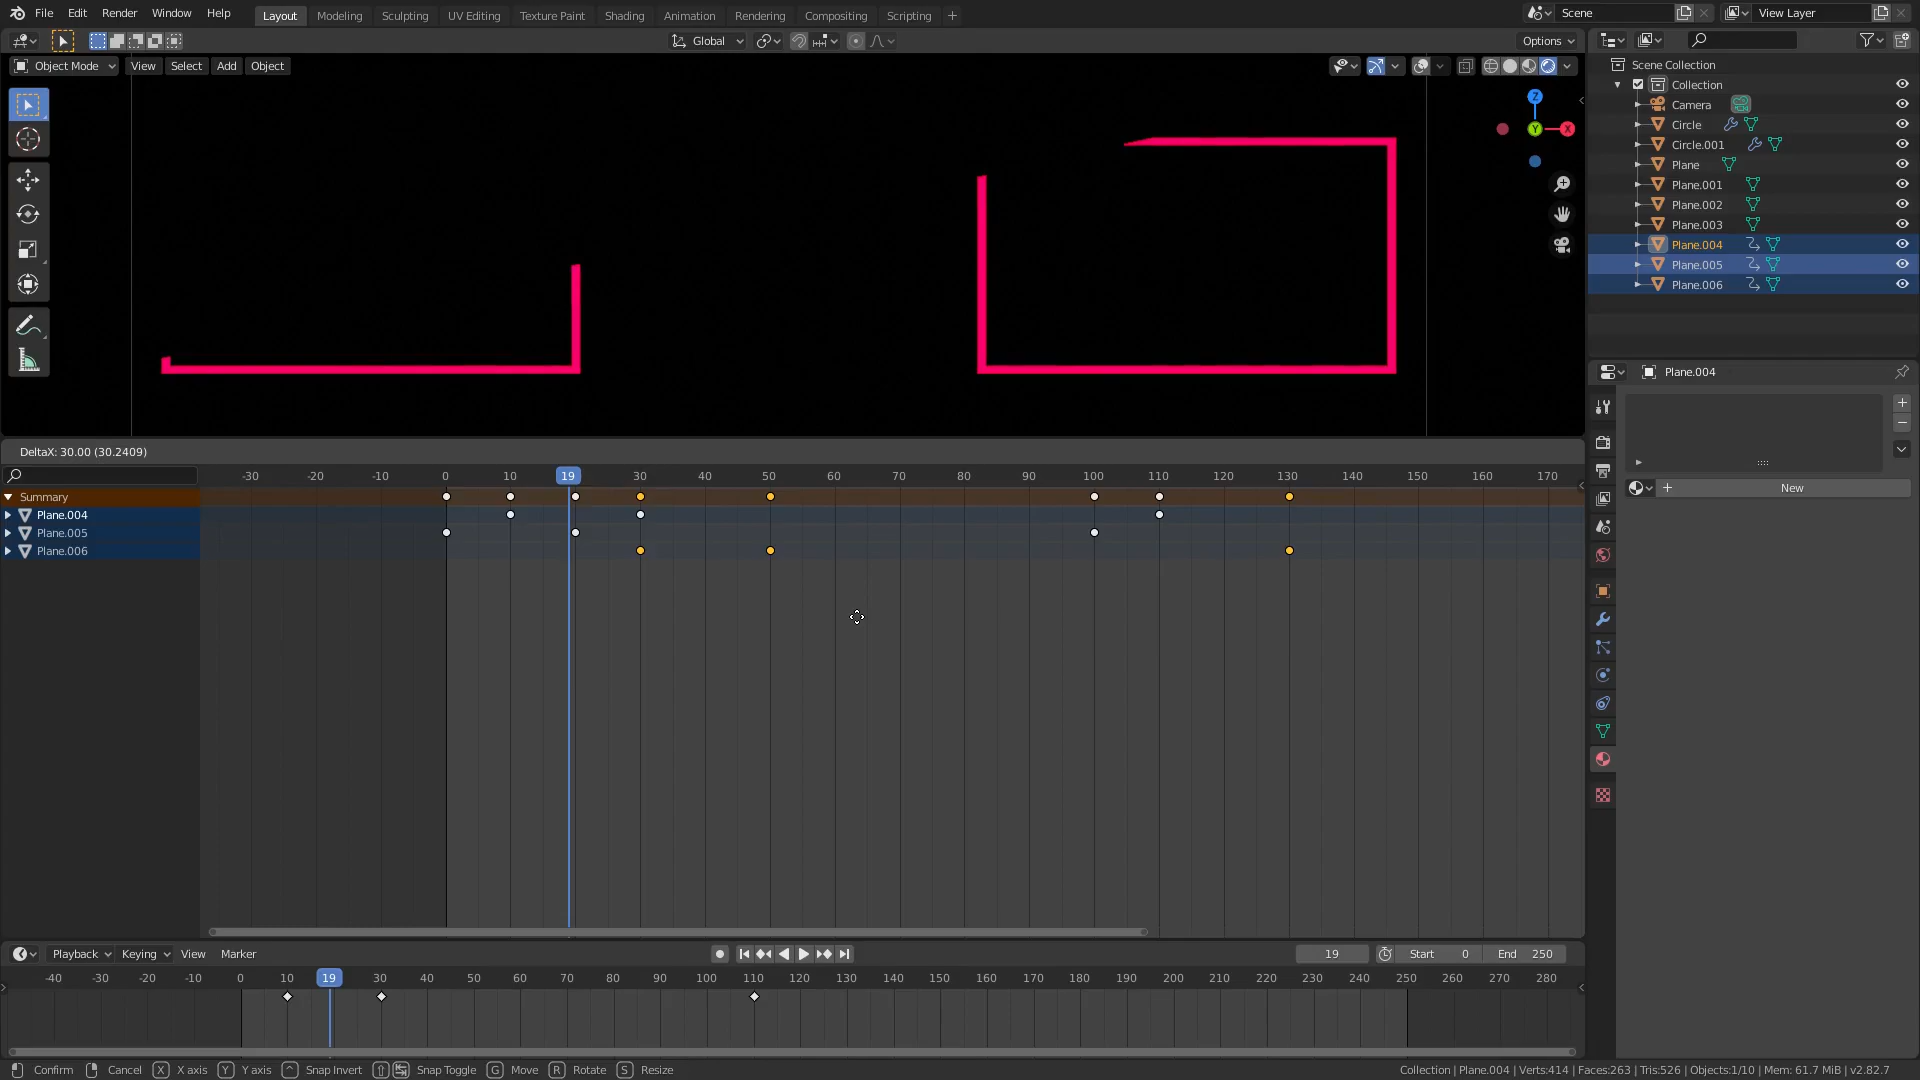 File Edit Render Window Help Layout Modeling Sculpting UV Editing Texture Paint Shading Animation Rendering Compositing Scripting + Scene View Layer
Global Options
Object Mode View Select Add Object
Z
Y X
Scene Collection
Collection
Camera
Circle
Circle.001
Plane
Plane.001
Plane.002
Plane.003
Plane.004
Plane.005
Plane.006
Plane.004
+ New
DeltaX: 30.00 (30.2409)
-30 -20 -10 0 10 19 30 40 50 60 70 80 90 100 110 120 130 140 150 160 170
Summary
Plane.004
Plane.005
Plane.006
Playback Keying View Marker 19 Start 0 End 250
-40 -30 -20 -10 0 10 19 30 40 50 60 70 80 90 100 110 120 130 140 150 160 170 180 190 200 210 220 230 240 250 260 270 280
Confirm Cancel X X axis Y Y axis Snap Invert Snap Toggle G Move R Rotate S Resize Collection | Plane.004 | Verts:414 | Faces:263 | Tris:526 | Objects:1/10 | Mem: 61.7 MiB | v2.82.7